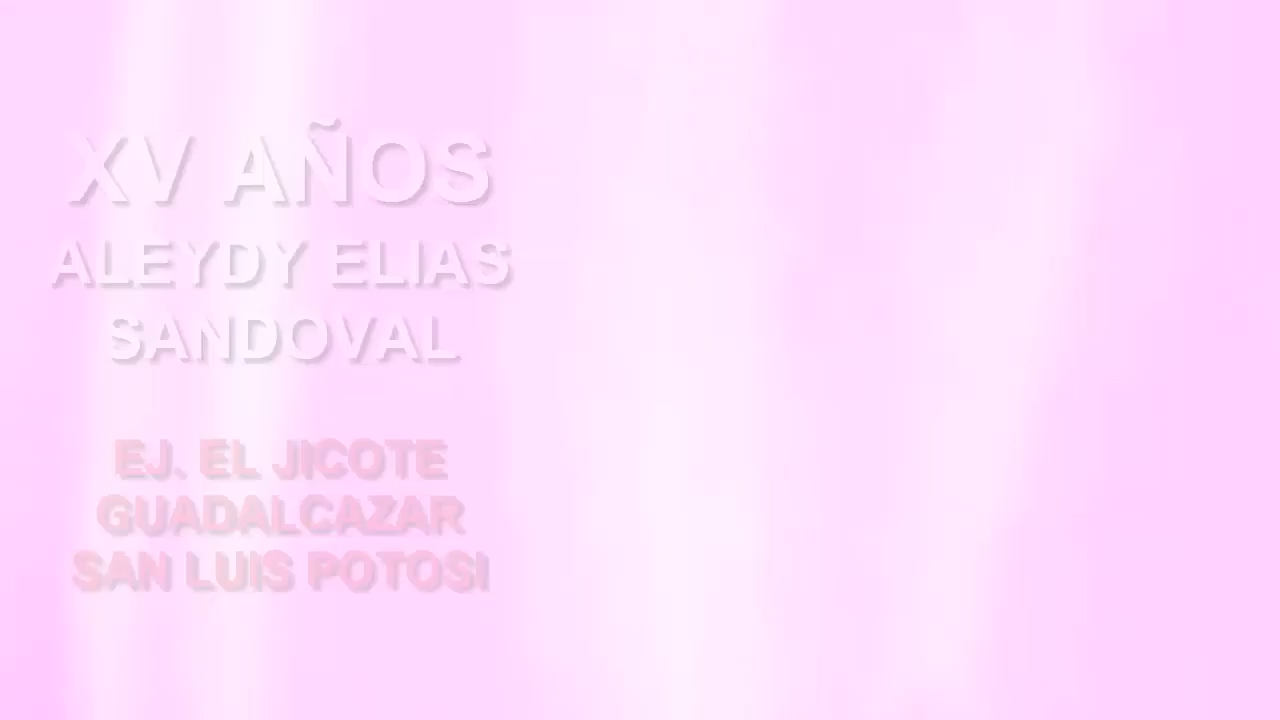 XV AÑOS
ALEYDY ELIAS
SANDOVAL
EJ. EL JICOTE
GUADALCAZAR
SAN LUIS POTOSI